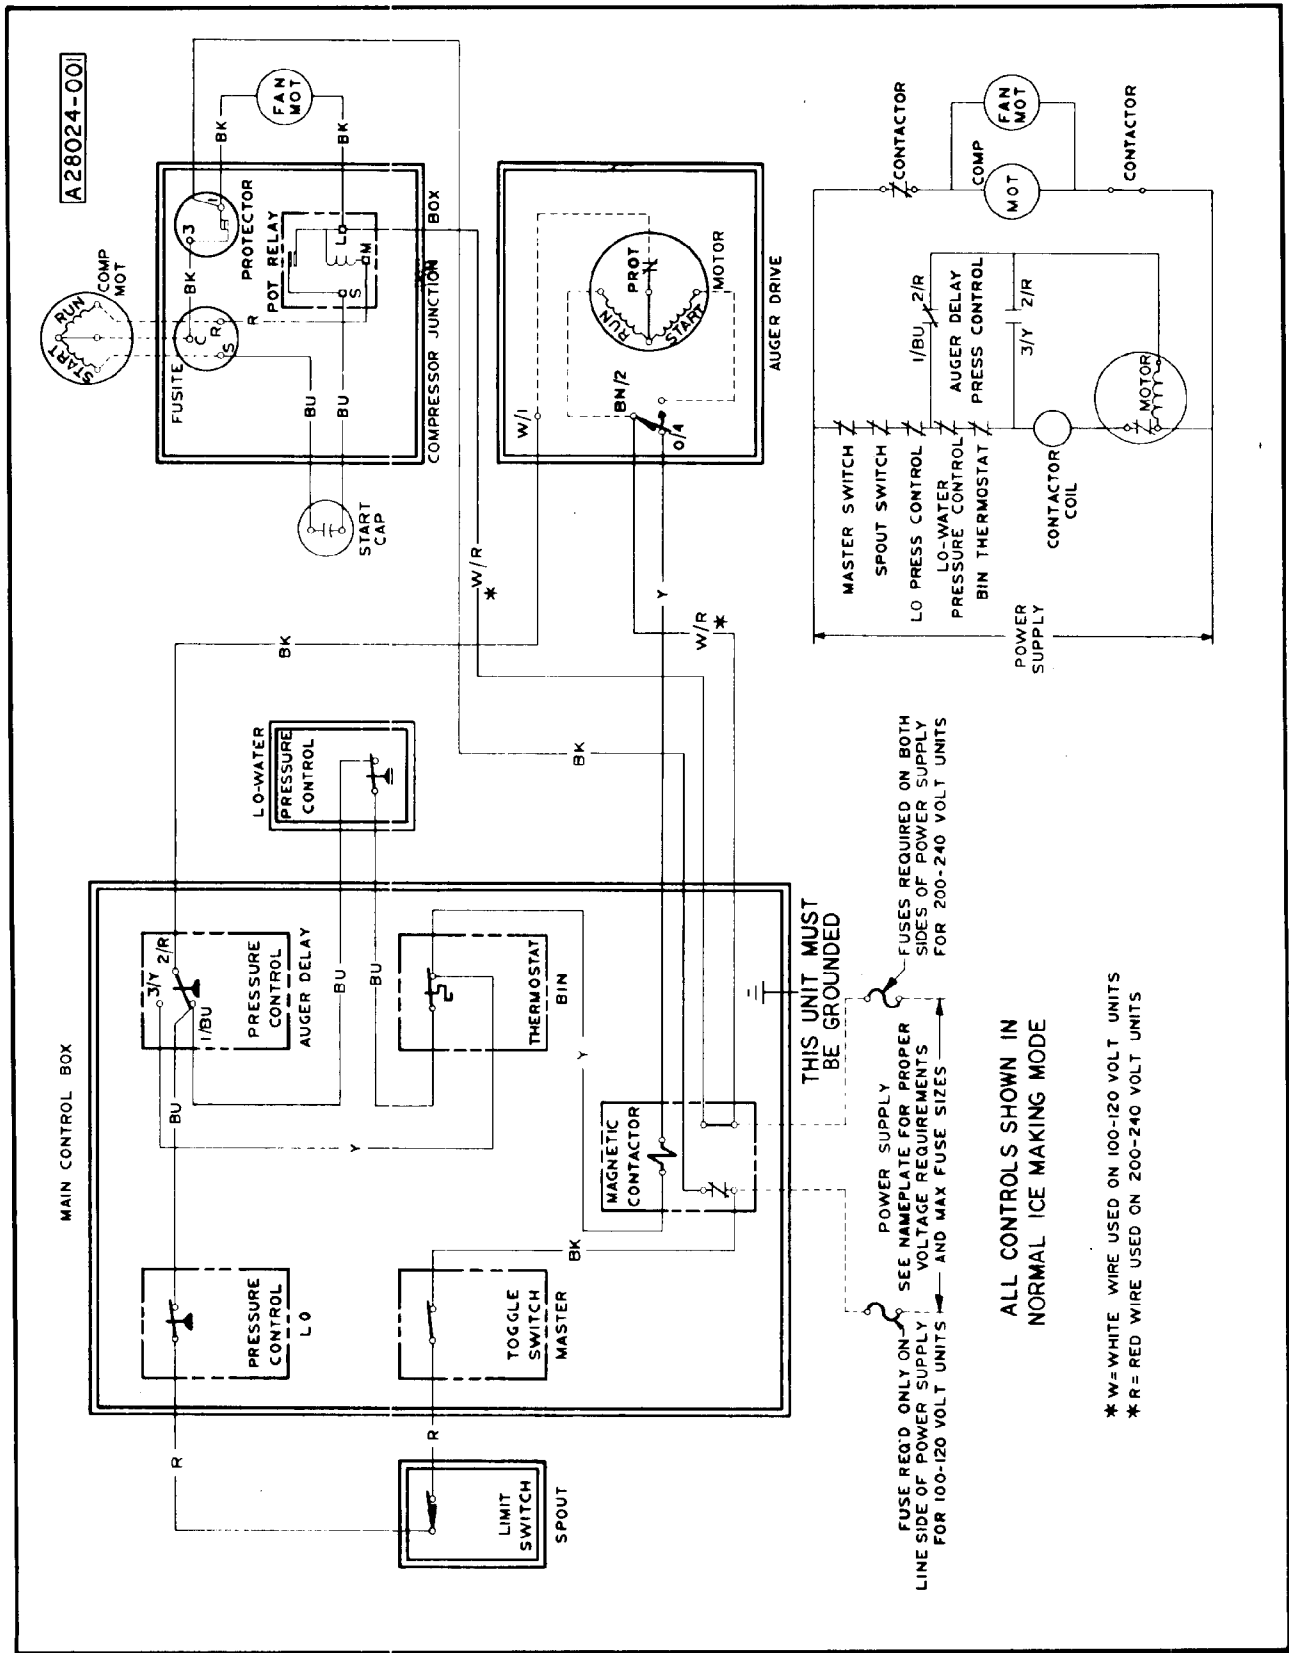 A28024-001
MAIN CONTROL BOX
COMP
MOT
RUN
START
FUSITE
C
R
S
BK
3
1
PROTECTOR
POT RELAY
L
M
S
R
BK
FAN
MOT
BK
BU
BU
START
CAP
COMPRESSOR JUNCTION BOX
W/R
*
PRESSURE
CONTROL
LO
R
BU
3/Y
2/R
1/BU
PRESSURE
CONTROL
AUGER DELAY
BK
LO-WATER
PRESSURE
CONTROL
BU
BU
Y
LIMIT
SWITCH
SPOUT
R
TOGGLE
SWITCH
MASTER
BK
THERMOSTAT
BIN
Y
BK
MAGNETIC
CONTACTOR
W/1
BN/2
O/4
RUN
PROT
START
MOTOR
AUGER DRIVE
Y
W/R
*
THIS UNIT MUST
BE GROUNDED
POWER SUPPLY
FUSE REQ'D ONLY ON
LINE SIDE OF POWER SUPPLY
FOR 100-120 VOLT UNITS
SEE NAMEPLATE FOR PROPER
VOLTAGE REQUIREMENTS
AND MAX FUSE SIZES
FUSES REQUIRED ON BOTH
SIDES OF POWER SUPPLY
FOR 200-240 VOLT UNITS
ALL CONTROLS SHOWN IN
NORMAL ICE MAKING MODE
*W=WHITE WIRE USED ON 100-120 VOLT UNITS
*R=RED WIRE USED ON 200-240 VOLT UNITS
POWER
SUPPLY
MASTER SWITCH
SPOUT SWITCH
LO PRESS CONTROL
LO-WATER
PRESSURE CONTROL
BIN THERMOSTAT
CONTACTOR
COIL
1/BU
2/R
AUGER DELAY
PRESS CONTROL
3/Y
2/R
MOTOR
CONTACTOR
COMP
MOT
FAN
MOT
CONTACTOR